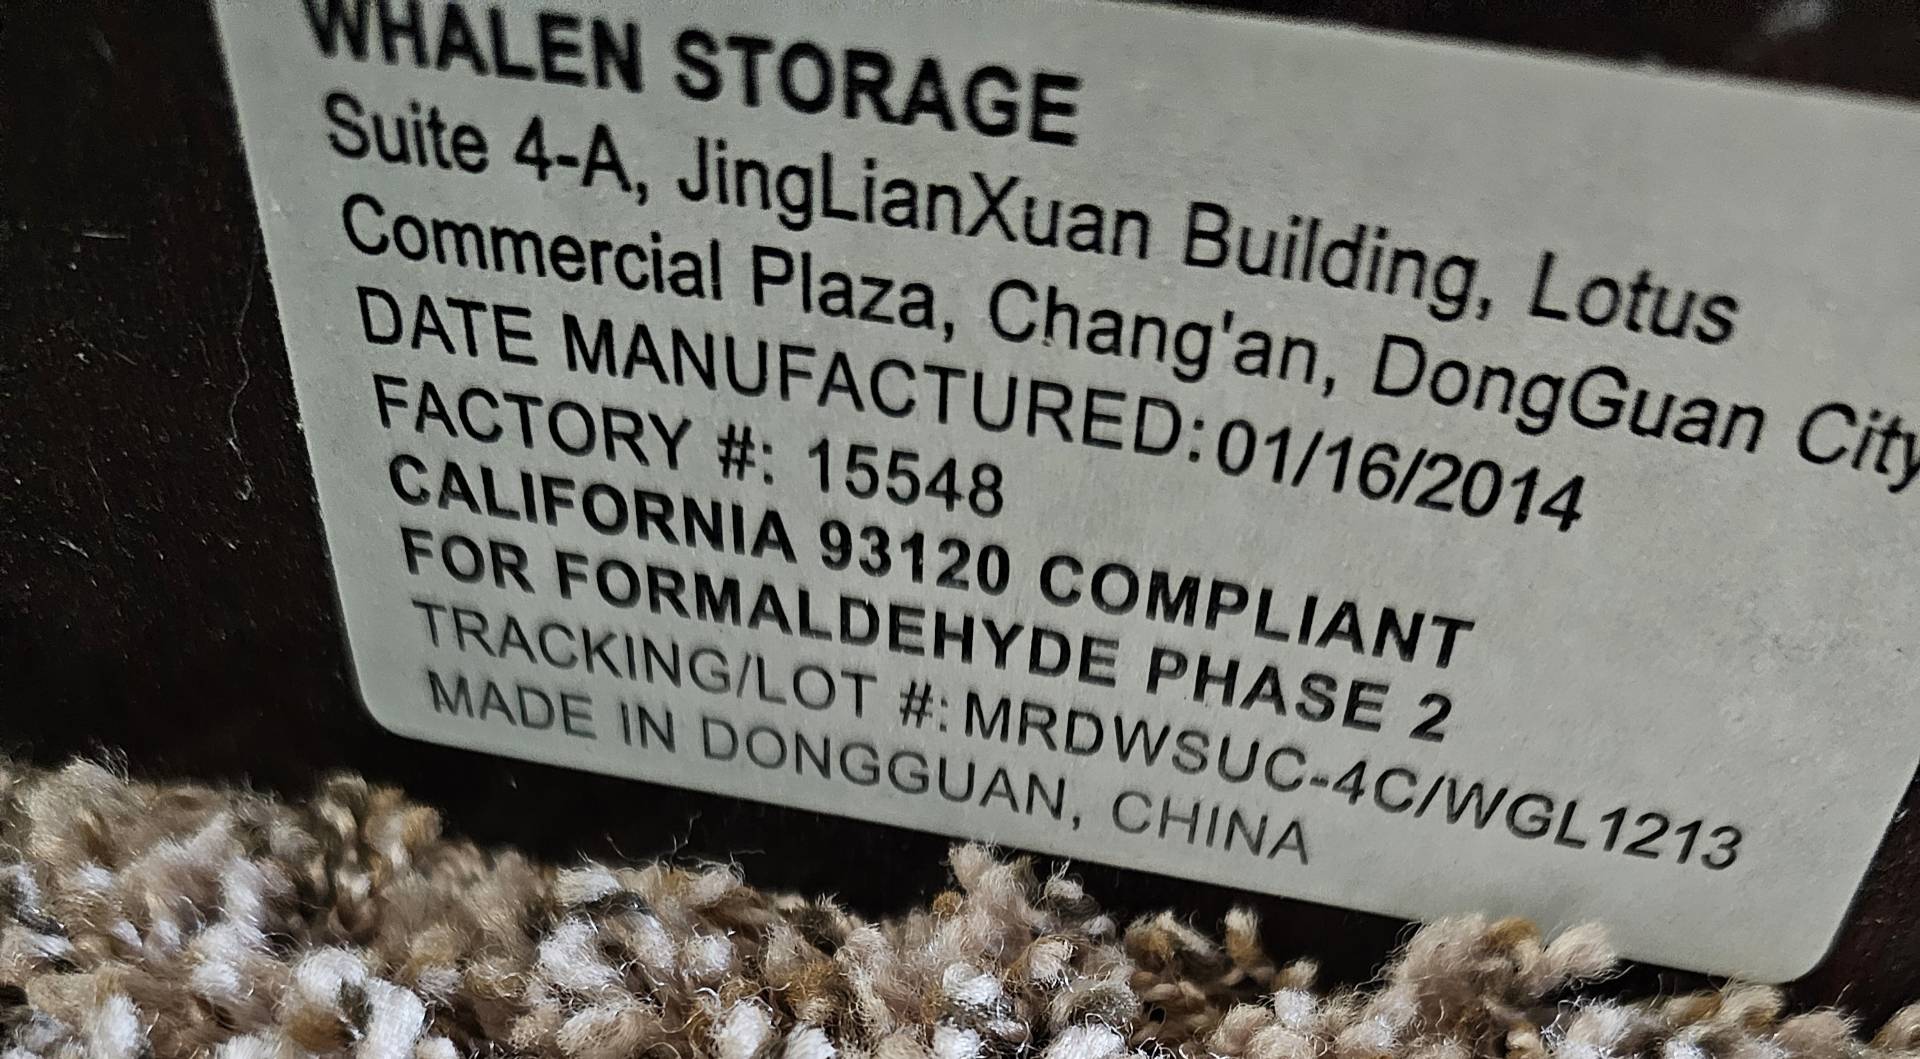 WHALEN STORAGE
Suite 4-A, JingLianXuan Building, Lotus
Commercial Plaza, Chang'an, DongGuan City
DATE MANUFACTURED:01/16/2014
FACTORY #: 15548
CALIFORNIA 93120 COMPLIANT
FOR FORMALDEHYDE PHASE 2
TRACKING/LOT #:MRDWSUC-4C/WGL1213
MADE IN DONGGUAN, CHINA